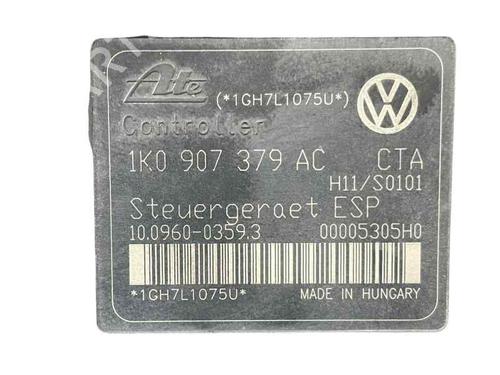 Ate (*1GH7L1075U*)
Controller
1K0 907 379 AC CTA
H11/S0101
Steuergeraet ESP
10.0960-0359.3 00005305H0
*1GH7L1075U* MADE IN HUNGARY